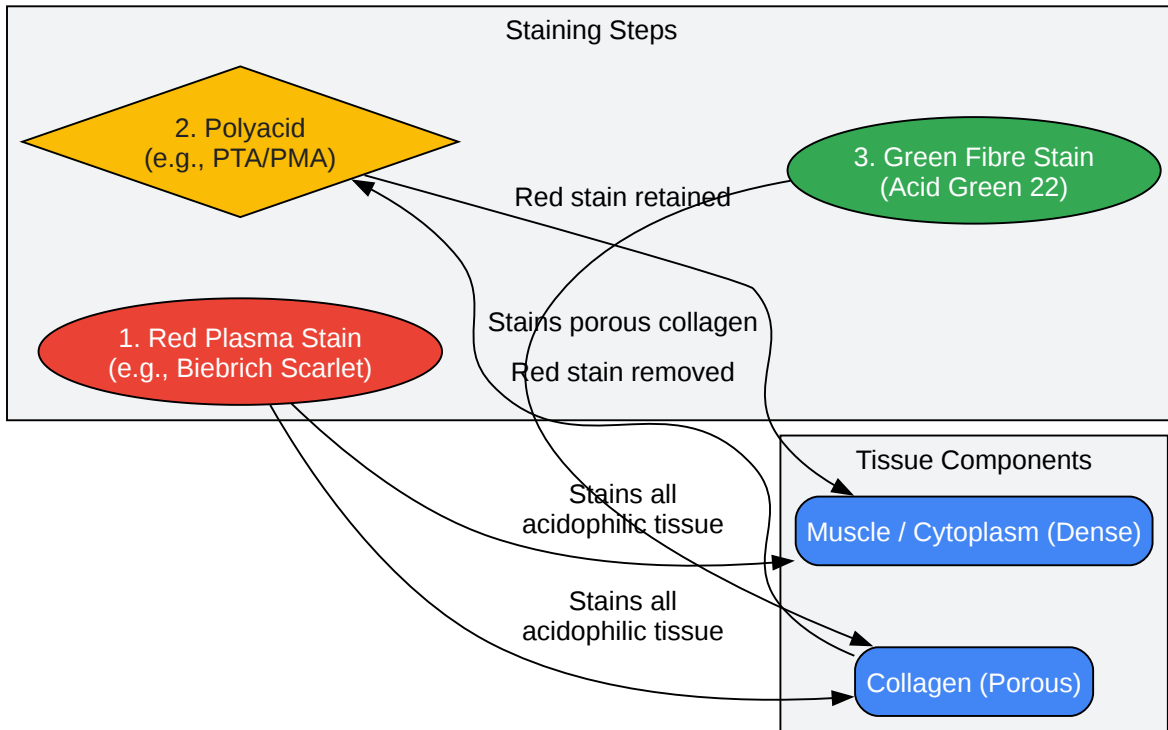 Staining Steps
2. Polyacid
(e.g., PTA/PMA)
3. Green Fibre Stain
(Acid Green 22)
Red stain retained
Stains porous collagen
1. Red Plasma Stain
(e.g., Biebrich Scarlet)
Red stain removed
Tissue Components
Stains all
acidophilic tissue
Muscle / Cytoplasm (Dense)
Stains all
acidophilic tissue
Collagen (Porous)